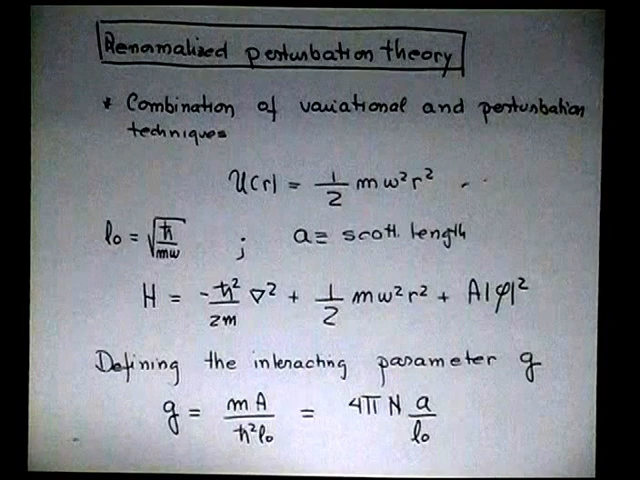 Renormalized perturbation theory
* Combination of variational and perturbation
techniques
U(r) = 1/2 mω²r²
l₀ = √(ħ/mω) ; a ≡ scatt. length
H = -ħ²/2m ∇² + 1/2 mω²r² + A|φ|²
Defining the interacting parameter g
g = mA/ħ²l₀ = 4π N a/l₀